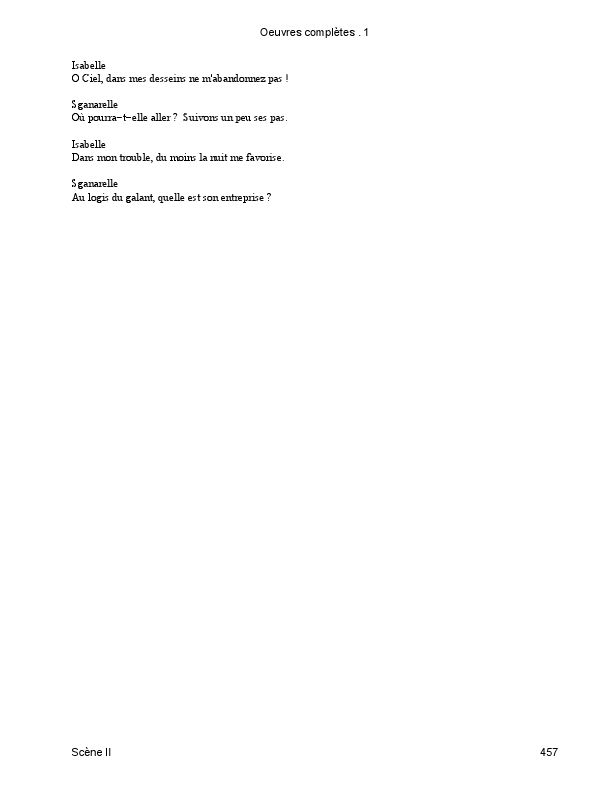 Oeuvres complètes . 1
Isabelle
O Ciel, dans mes desseins ne m'abandonnez pas !
Sganarelle
Où pourra-t-elle aller ? Suivons un peu ses pas.
Isabelle
Dans mon trouble, du moins la nuit me favorise.
Sganarelle
Au logis du galant, quelle est son entreprise ?
Scène II 457